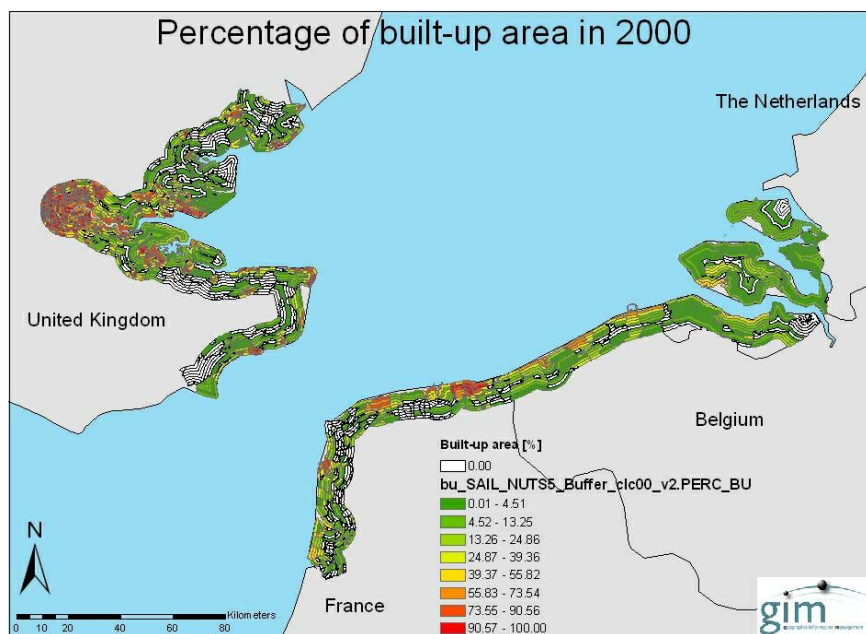 Percentage of built-up area in 2000
The Netherlands
United Kingdom
Belgium
France
Built-up area [%]
0.00
bu_SAIL_NUTS5_Buffer_clc00_v2.PERC_BU
0.01 - 4.51
4.52 - 13.25
13.26 - 24.86
24.87 - 39.36
39.37 - 55.82
55.83 - 73.54
73.55 - 90.56
90.57 - 100.00
N
0 10 20 40 60 80 Kilometers
gim
geographic information management